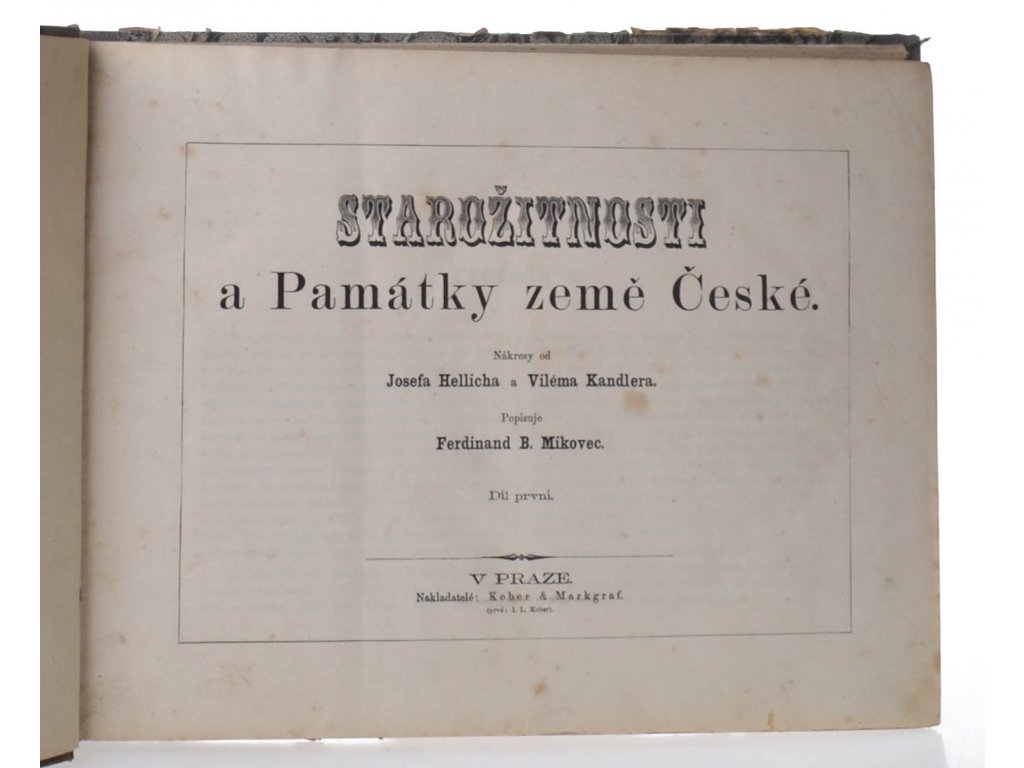 STAROŽITNOSTI
a Památky země České.
Nákresy od
Josefa Hellicha a Viléma Kandlera.
Popisuje
Ferdinand B. Mikovec.
Díl první.
V PRAZE.
Nakladatelé: Kober & Markgraf.
(prvé: I. L. Kober).